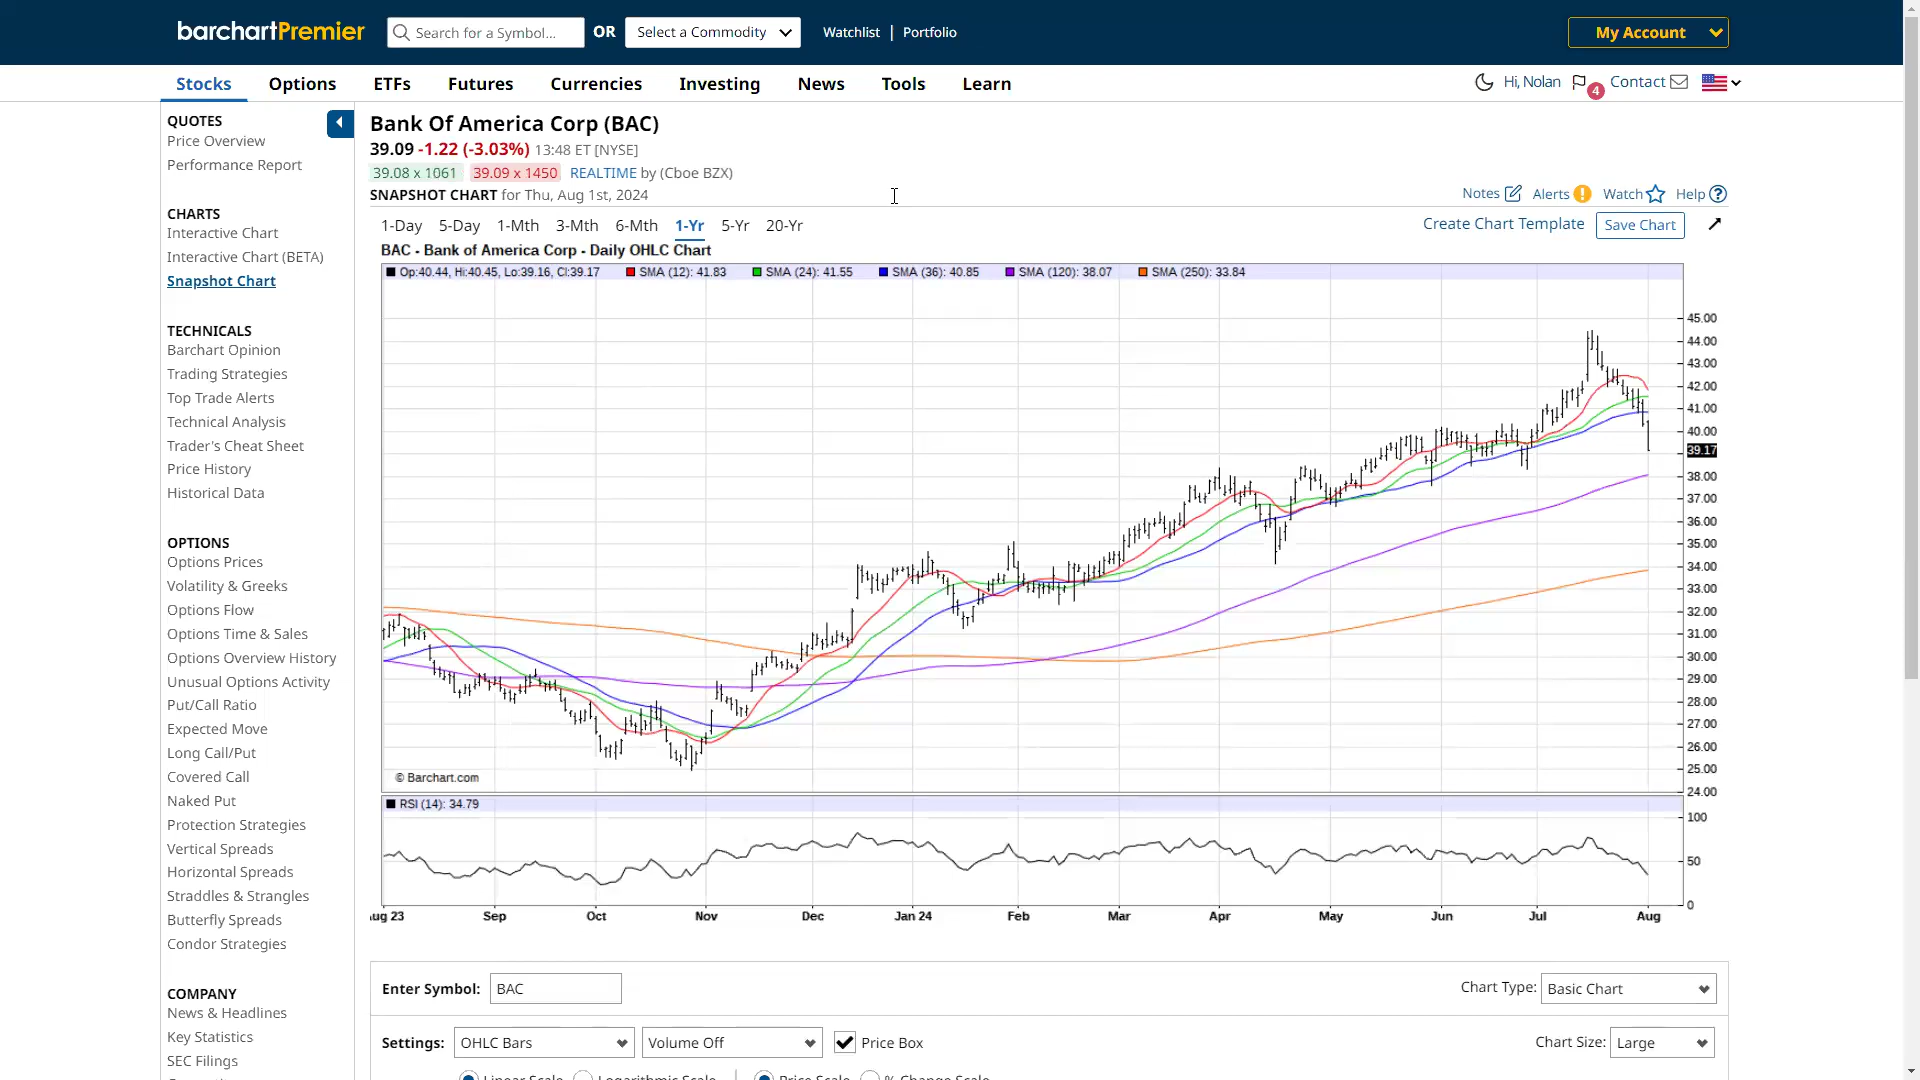 barchartPremier
Search for a Symbol...
OR
Select a Commodity
Watchlist | Portfolio
My Account
Stocks Options ETFs Futures Currencies Investing News Tools Learn
Hi, Nolan 4 Contact
QUOTES
Price Overview
Performance Report
CHARTS
Interactive Chart
Interactive Chart (BETA)
Snapshot Chart
TECHNICALS
Barchart Opinion
Trading Strategies
Top Trade Alerts
Technical Analysis
Trader's Cheat Sheet
Price History
Historical Data
OPTIONS
Options Prices
Volatility & Greeks
Options Flow
Options Time & Sales
Options Overview History
Unusual Options Activity
Put/Call Ratio
Expected Move
Long Call/Put
Covered Call
Naked Put
Protection Strategies
Vertical Spreads
Horizontal Spreads
Straddles & Strangles
Butterfly Spreads
Condor Strategies
COMPANY
News & Headlines
Key Statistics
SEC Filings
Bank Of America Corp (BAC)
39.09 -1.22 (-3.03%) 13:48 ET [NYSE]
39.08 x 1061 39.09 x 1450 REALTIME by (Cboe BZX)
SNAPSHOT CHART for Thu, Aug 1st, 2024
Notes Alerts Watch Help
1-Day 5-Day 1-Mth 3-Mth 6-Mth 1-Yr 5-Yr 20-Yr
Create Chart Template Save Chart
BAC - Bank of America Corp - Daily OHLC Chart
Op:40.44, Hi:40.45, Lo:39.16, Cl:39.17 SMA (12): 41.83 SMA (24): 41.55 SMA (36): 40.85 SMA (120): 38.07 SMA (250): 33.84
45.00
44.00
43.00
42.00
41.00
40.00
39.17
38.00
37.00
36.00
35.00
34.00
33.00
32.00
31.00
30.00
29.00
28.00
27.00
26.00
25.00
24.00
© Barchart.com
RSI (14): 34.79
100
50
0
ug 23 Sep Oct Nov Dec Jan 24 Feb Mar Apr May Jun Jul Aug
Enter Symbol: BAC
Chart Type: Basic Chart
Settings: OHLC Bars Volume Off Price Box
Chart Size: Large
Linear Scale Logarithmic Scale | Price Scale % Change Scale